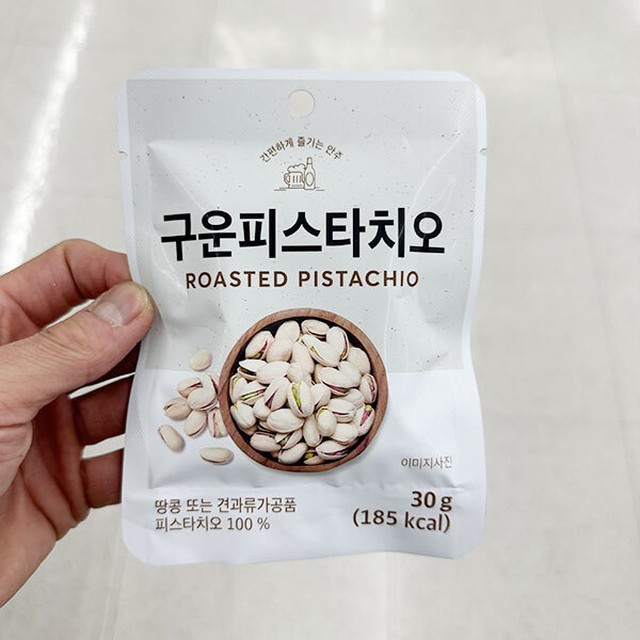 간편하게 즐기는 안주
구운피스타치오
ROASTED PISTACHIO
이미지사진
땅콩 또는 견과류가공품
피스타치오 100 %
30 g
(185 kcal)